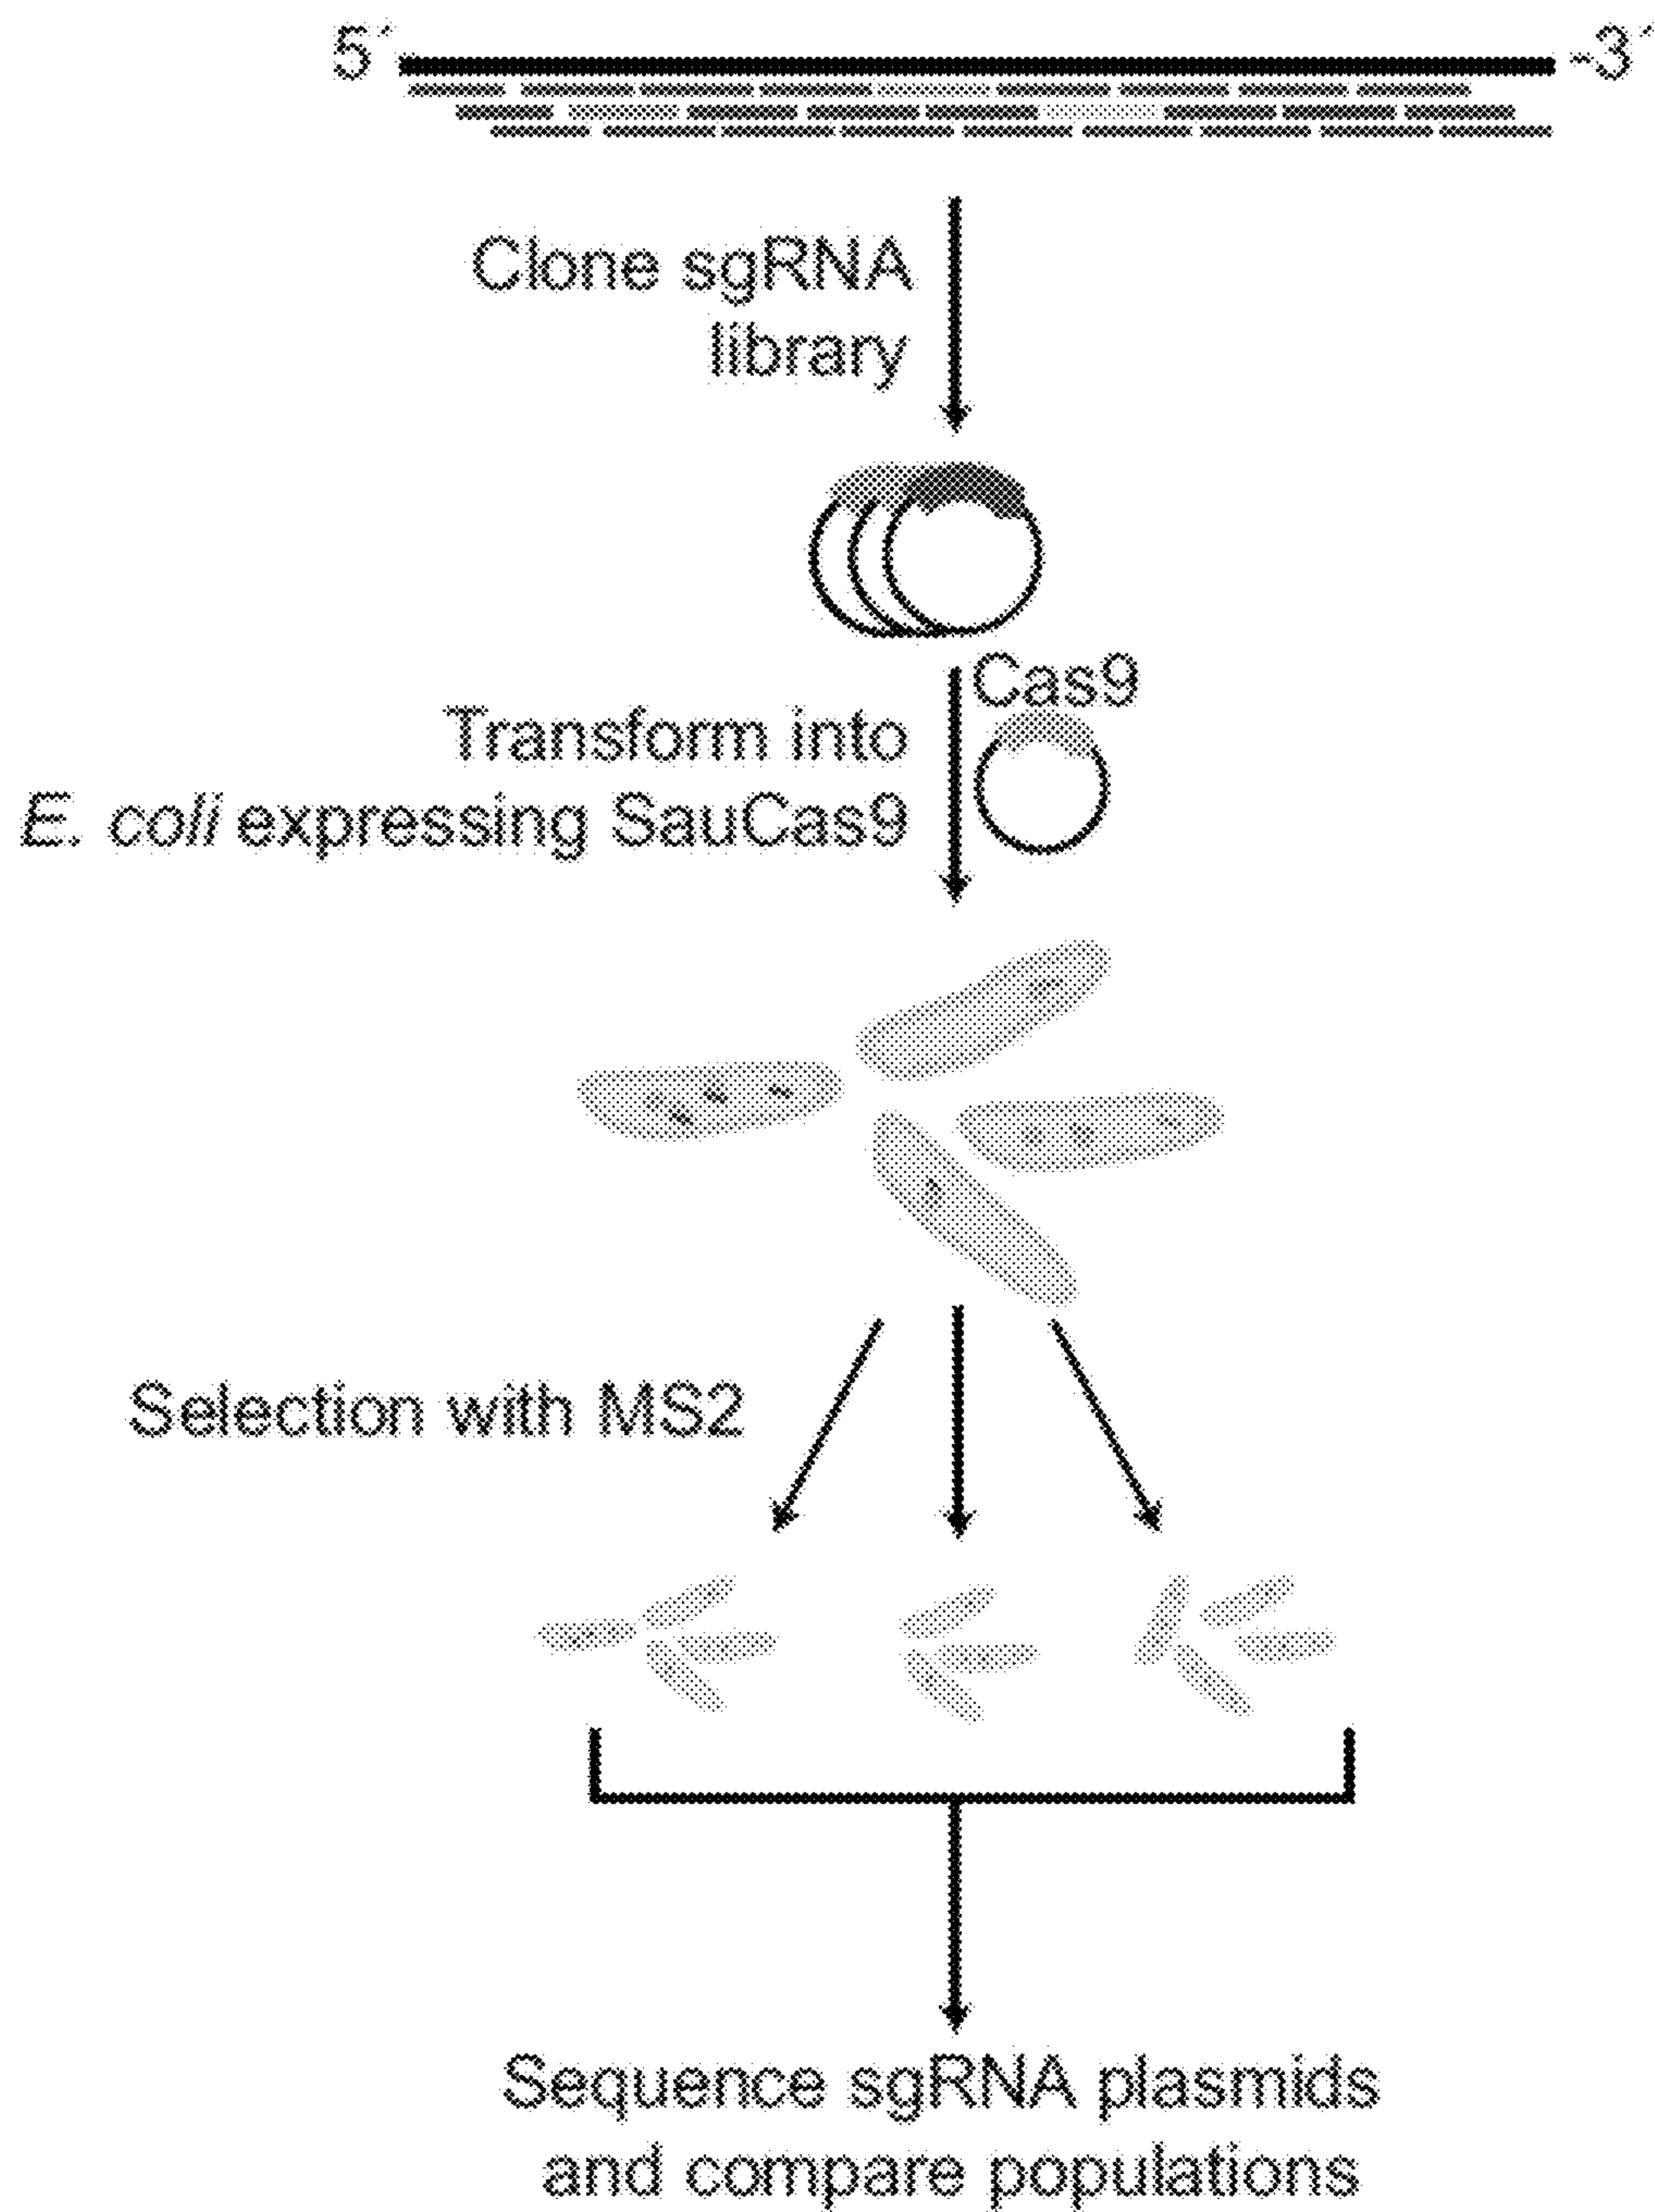 5´ -3´
Clone sgRNA
library
Cas9
Transform into
E. coli expressing SauCas9
Selection with MS2
Sequence sgRNA plasmids
and compare populations